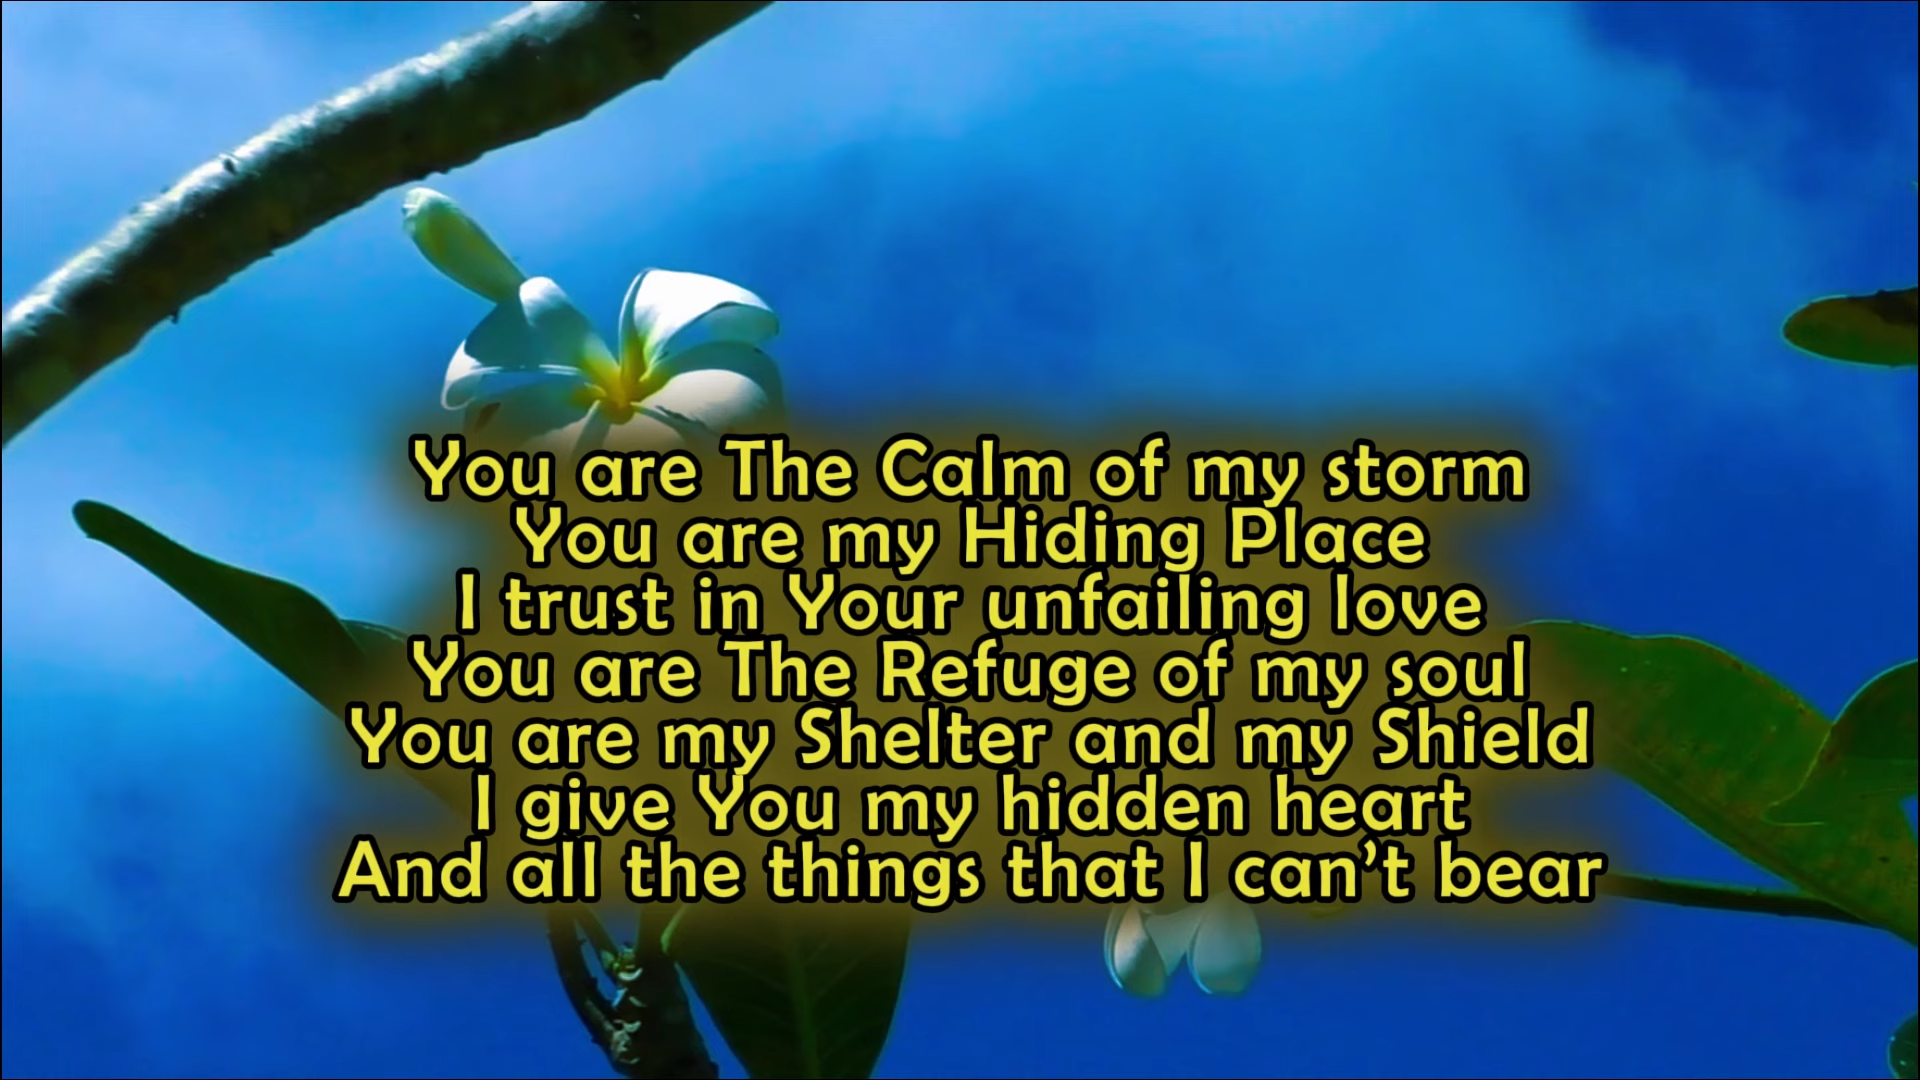 You are The Calm of my storm
You are my Hiding Place
I trust in Your unfailing love
You are The Refuge of my soul
You are my Shelter and my Shield
I give You my hidden heart
And all the things that I can’t bear